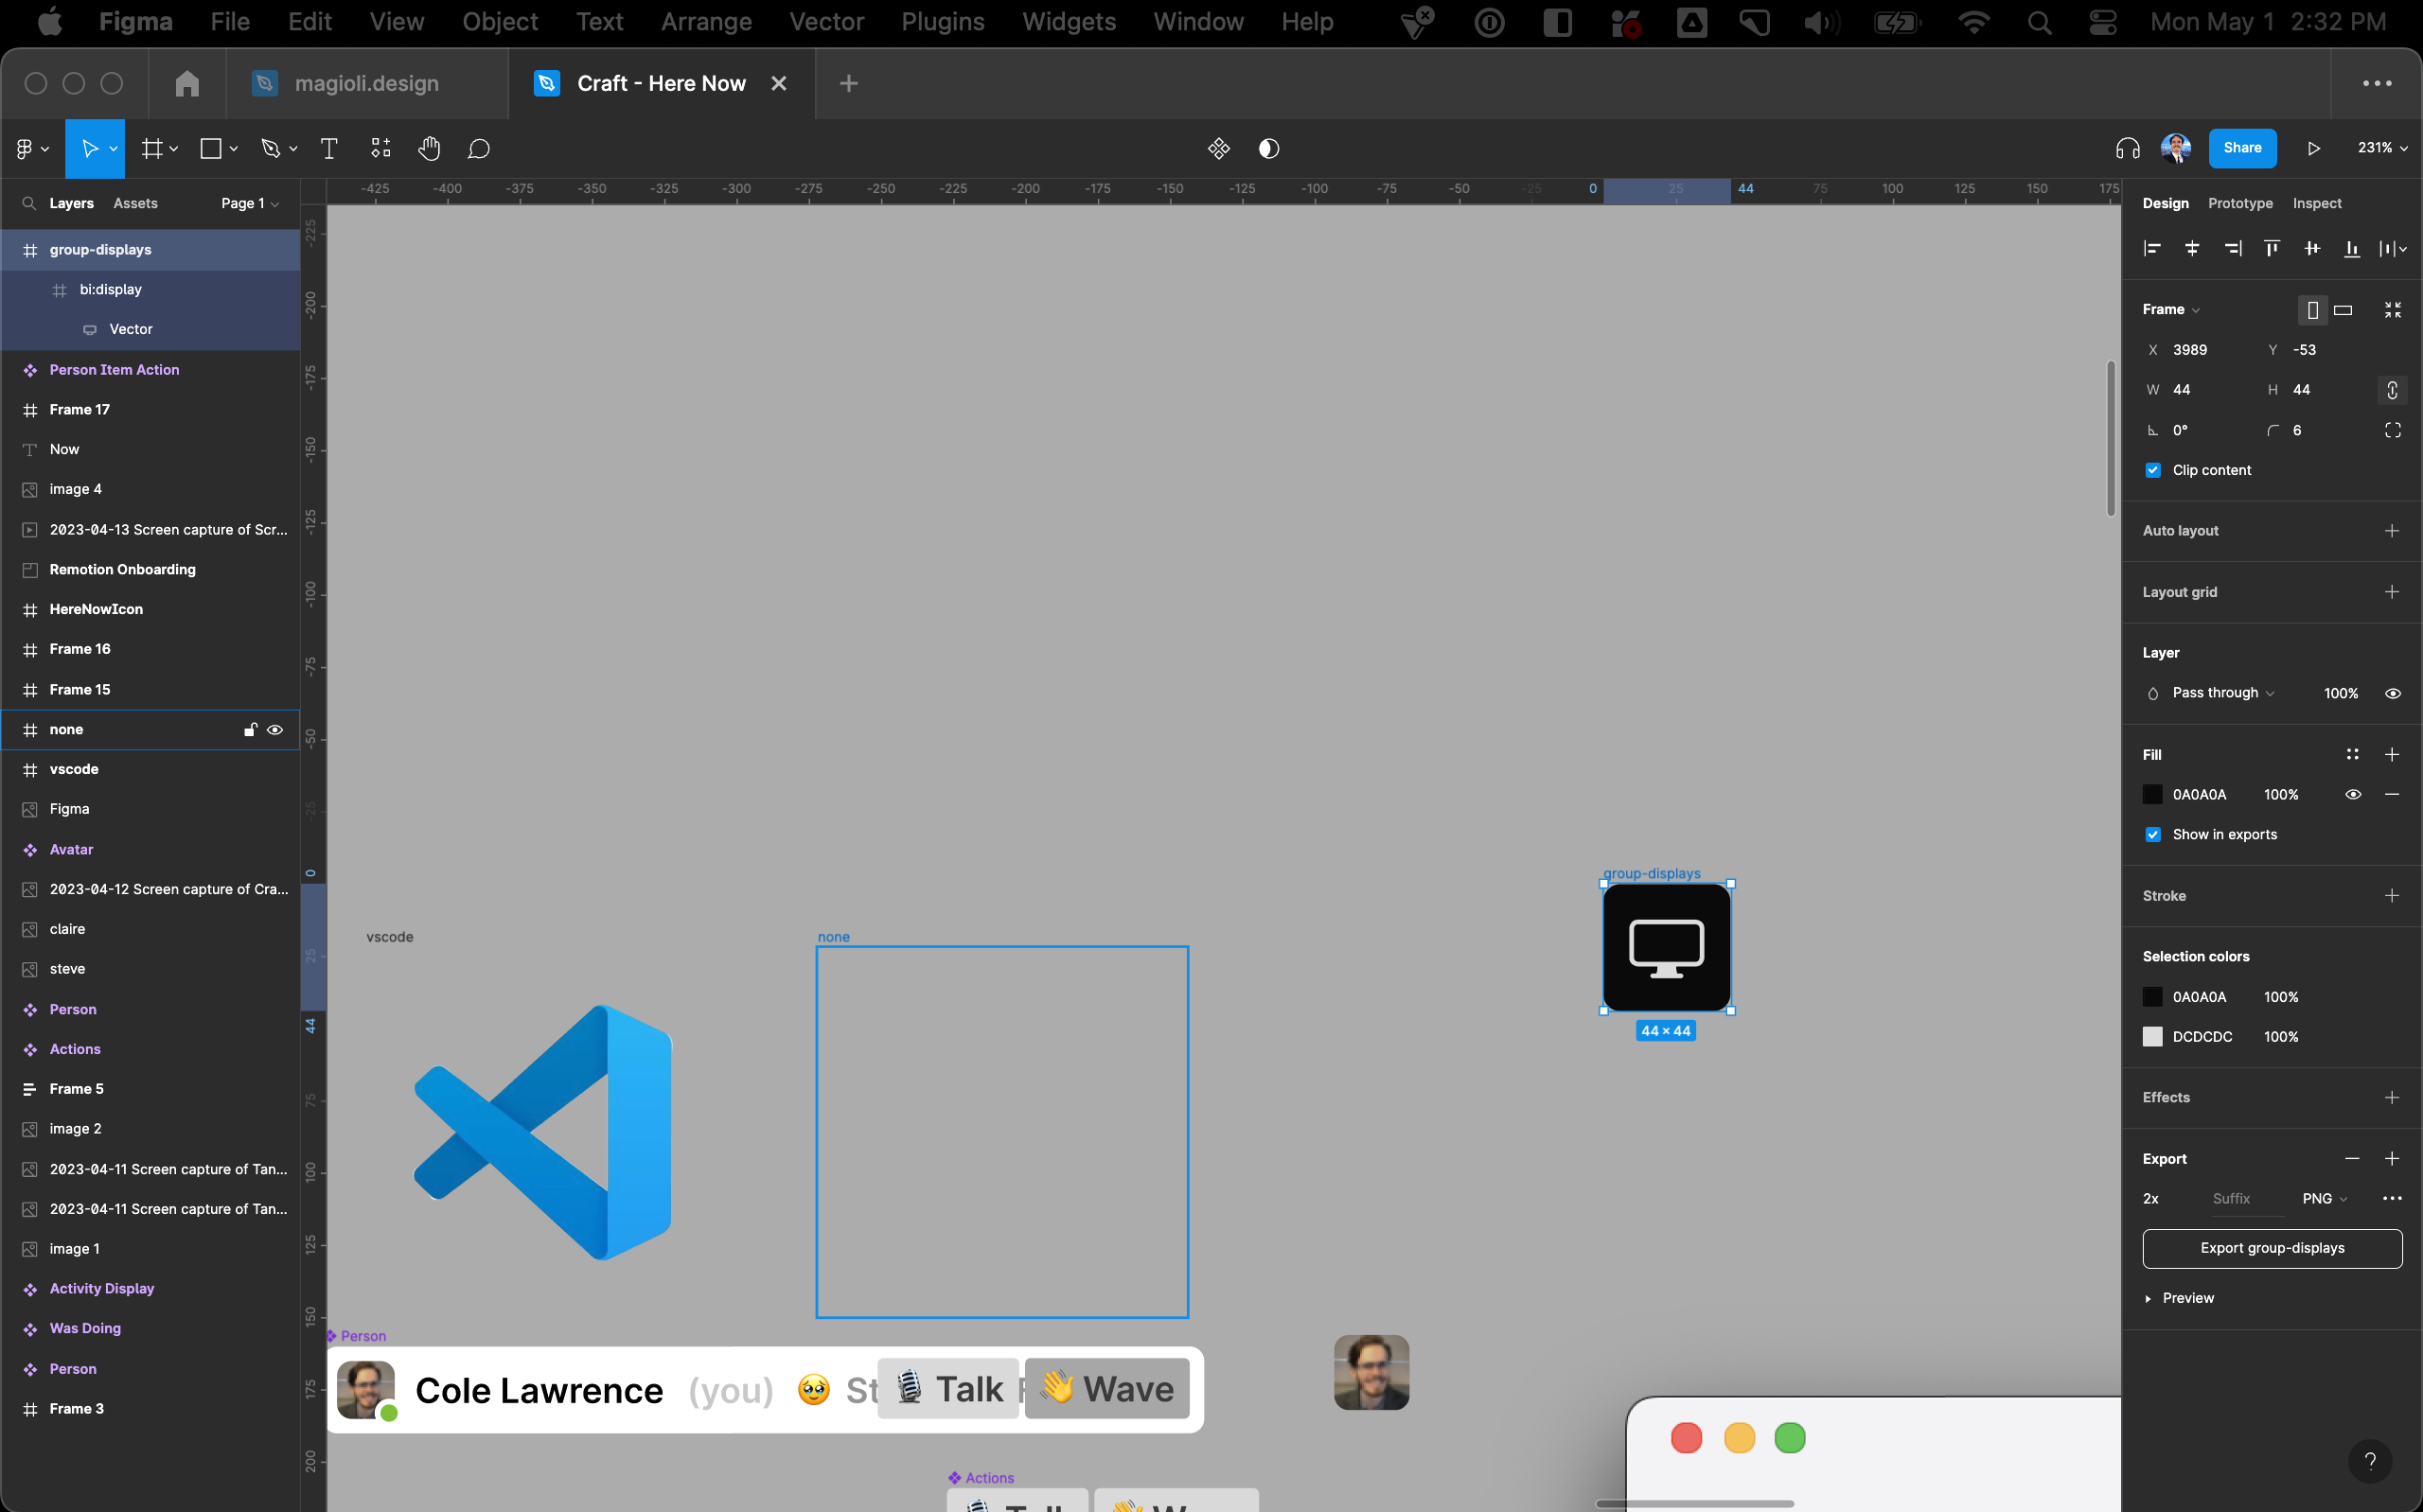 Figma File Edit View Object Text Arrange Vector Plugins Widgets Window Help Mon May 1 2:32 PM
magioli.design Craft - Here Now
Share 231%
Layers Assets Page 1
-425 -400 -375 -350 -325 -300 -275 -250 -225 -200 -175 -150 -125 -100 -75 -50 -25 0 25 44 75 100 125 150 175
-225
-200
-175
-150
-125
-100
-75
-50
-25
0
25
44
75
100
125
150
175
200
group-displays
bi:display
Vector
Person Item Action
Frame 17
Now
image 4
2023-04-13 Screen capture of Scr...
Remotion Onboarding
HereNowIcon
Frame 16
Frame 15
none
vscode
Figma
Avatar
2023-04-12 Screen capture of Cra...
claire
steve
Person
Actions
Frame 5
image 2
2023-04-11 Screen capture of Tan...
2023-04-11 Screen capture of Tan...
image 1
Activity Display
Was Doing
Person
Frame 3
group-displays
44 × 44
vscode
none
Person
Cole Lawrence (you) 🥹 St 🎙️ Talk F 👋 Wave
Actions
Design Prototype Inspect
Frame
X 3989 Y -53
W 44 H 44
0° 6
Clip content
Auto layout
Layout grid
Layer
Pass through 100%
Fill
0A0A0A 100%
Show in exports
Stroke
Selection colors
0A0A0A 100%
DCDCDC 100%
Effects
Export
2x Suffix PNG
Export group-displays
Preview
?